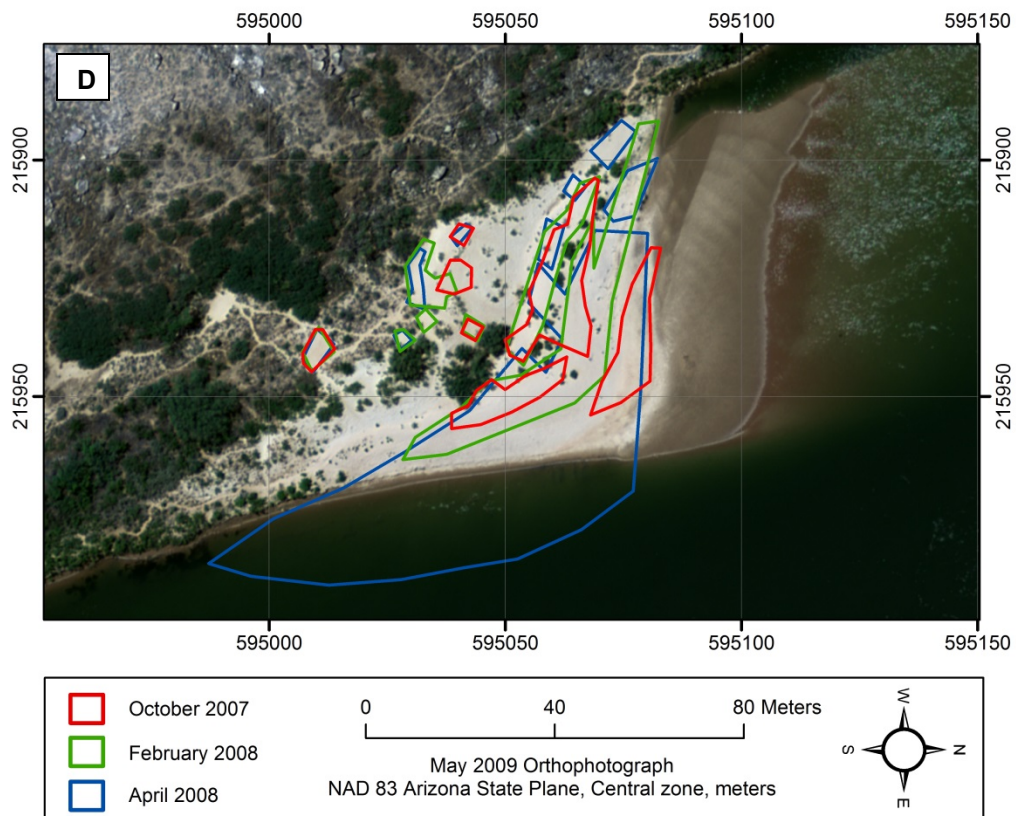 595000 595050 595100 595150
D
215900 215900
215950 215950
595000 595050 595100 595150
October 2007
February 2008
April 2008
0 40 80 Meters
May 2009 Orthophotograph
NAD 83 Arizona State Plane, Central zone, meters
W
S N
E